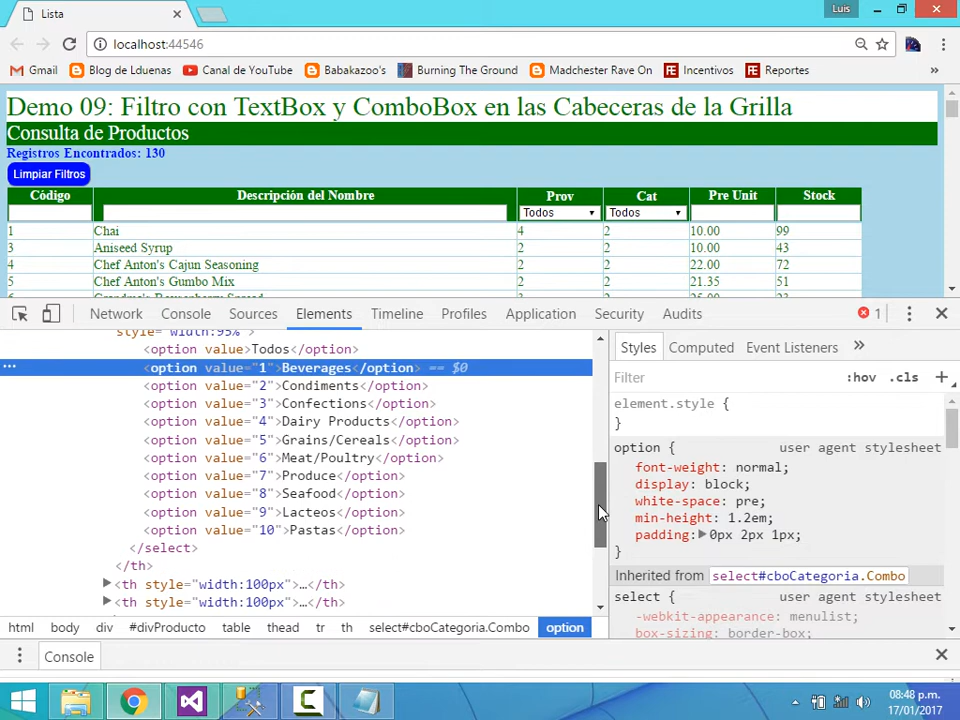 Lista
Luis
localhost:44546
Gmail Blog de Lduenas Canal de YouTube Babakazoo's Burning The Ground Madchester Rave On Incentivos Reportes »
Demo 09: Filtro con TextBox y ComboBox en las Cabeceras de la Grilla
Consulta de Productos
Registros Encontrados: 130
Limpiar Filtros
Código Descripción del Nombre Prov Cat Pre Unit Stock
Todos Todos
1 Chai 4 2 10.00 99
3 Aniseed Syrup 2 2 10.00 43
4 Chef Anton's Cajun Seasoning 2 2 22.00 72
5 Chef Anton's Gumbo Mix 2 2 21.35 51
Console Network Sources Elements Timeline Profiles Application Security Audits 1
style="width:95%">
<option value>Todos</option>
<option value="1">Beverages</option> == $0
<option value="2">Condiments</option>
<option value="3">Confections</option>
<option value="4">Dairy Products</option>
<option value="5">Grains/Cereals</option>
<option value="6">Meat/Poultry</option>
<option value="7">Produce</option>
<option value="8">Seafood</option>
<option value="9">Lacteos</option>
<option value="10">Pastas</option>
</select>
</th>
<th style="width:100px">…</th>
<th style="width:100px">…</th>
html body div #divProducto table thead tr th select#cboCategoria.Combo option
Styles Computed Event Listeners »
Filter :hov .cls +
element.style {
}
option { user agent stylesheet
font-weight: normal;
display: block;
white-space: pre;
min-height: 1.2em;
padding: 0px 2px 1px;
}
Inherited from select#cboCategoria.Combo
select { user agent stylesheet
-webkit-appearance: menulist;
box-sizing: border-box;
Console
08:48 p.m.
17/01/2017